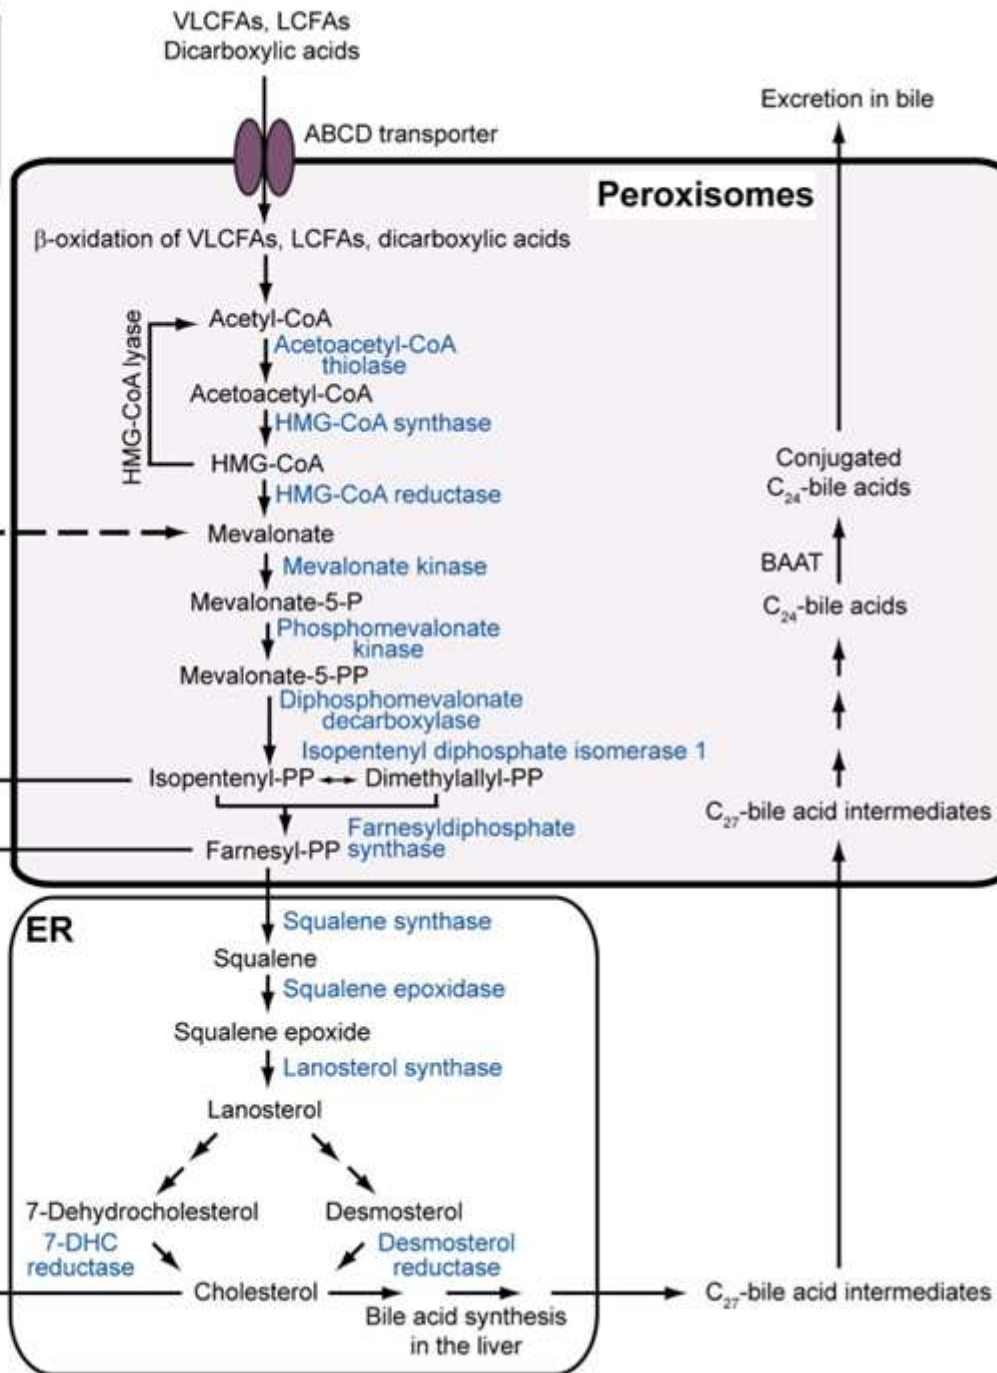 VLCFAs, LCFAs
Dicarboxylic acids
ABCD transporter
Excretion in bile
Peroxisomes
β-oxidation of VLCFAs, LCFAs, dicarboxylic acids
HMG-CoA lyase
Acetyl-CoA
Acetoacetyl-CoA
thiolase
Acetoacetyl-CoA
HMG-CoA synthase
HMG-CoA
HMG-CoA reductase
Mevalonate
Mevalonate kinase
Mevalonate-5-P
Phosphomevalonate
kinase
Mevalonate-5-PP
Diphosphomevalonate
decarboxylase
Isopentenyl diphosphate isomerase 1
Isopentenyl-PP
Dimethylallyl-PP
Farnesyldiphosphate
synthase
Farnesyl-PP
Conjugated
C₂₄-bile acids
BAAT
C₂₄-bile acids
C₂₇-bile acid intermediates
ER
Squalene synthase
Squalene
Squalene epoxidase
Squalene epoxide
Lanosterol synthase
Lanosterol
7-Dehydrocholesterol
Desmosterol
7-DHC
reductase
Desmosterol
reductase
Cholesterol
Bile acid synthesis
in the liver
C₂₇-bile acid intermediates